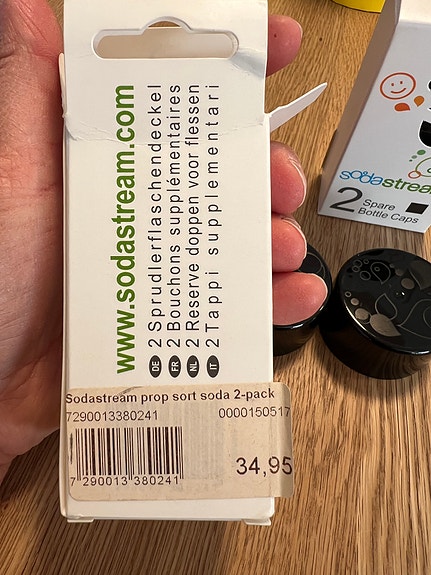 www.sodastream.com
DE 2 Sprudlerflaschendeckel
FR 2 Bouchons supplémentaires
NL 2 Reserve doppen voor flessen
IT 2 Tappi supplementari
Sodastream prop sort soda 2-pack
7290013380241 0000150517
34,95
7 290013 380241
sodastream
2 Spare
Bottle Caps